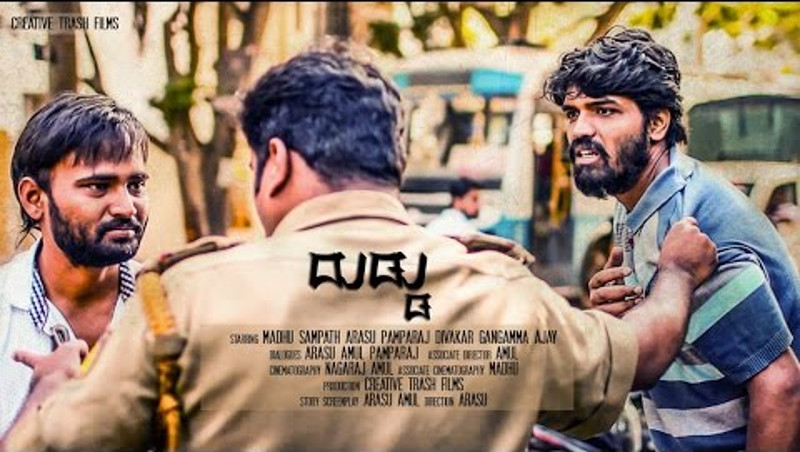 CREATIVE TRASH FILMS
ದುಡ್ಡು
STARRING MADHU SAMPATH ARASU PAMPARAJ DIVAKAR GANGAMMA AJAY
DIALOGUES ARASU AMUL PAMPARAJ ASSOCIATE DIRECTOR AMUL
CINEMATOGRAPHY NAGARAJ AMUL ASSOCIATE CINEMATOGRAPHY MADHU
PRODUCTION CREATIVE TRASH FILMS
STORY SCREENPLAY ARASU AMUL DIRECTION ARASU